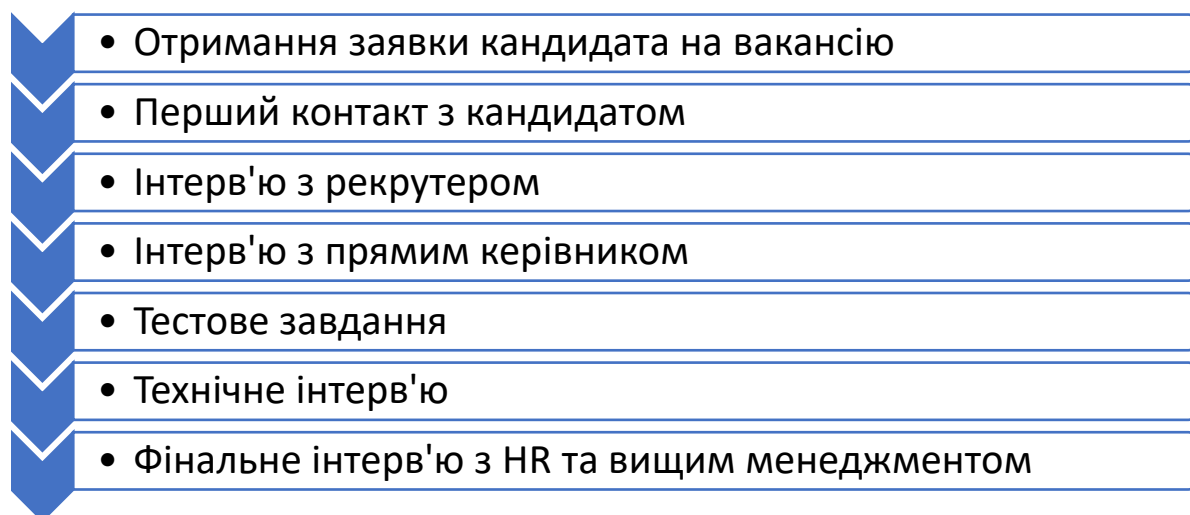 • Отримання заявки кандидата на вакансію
• Перший контакт з кандидатом
• Інтерв'ю з рекрутером
• Інтерв'ю з прямим керівником
• Тестове завдання
• Технічне інтерв'ю
• Фінальне інтерв'ю з HR та вищим менеджментом